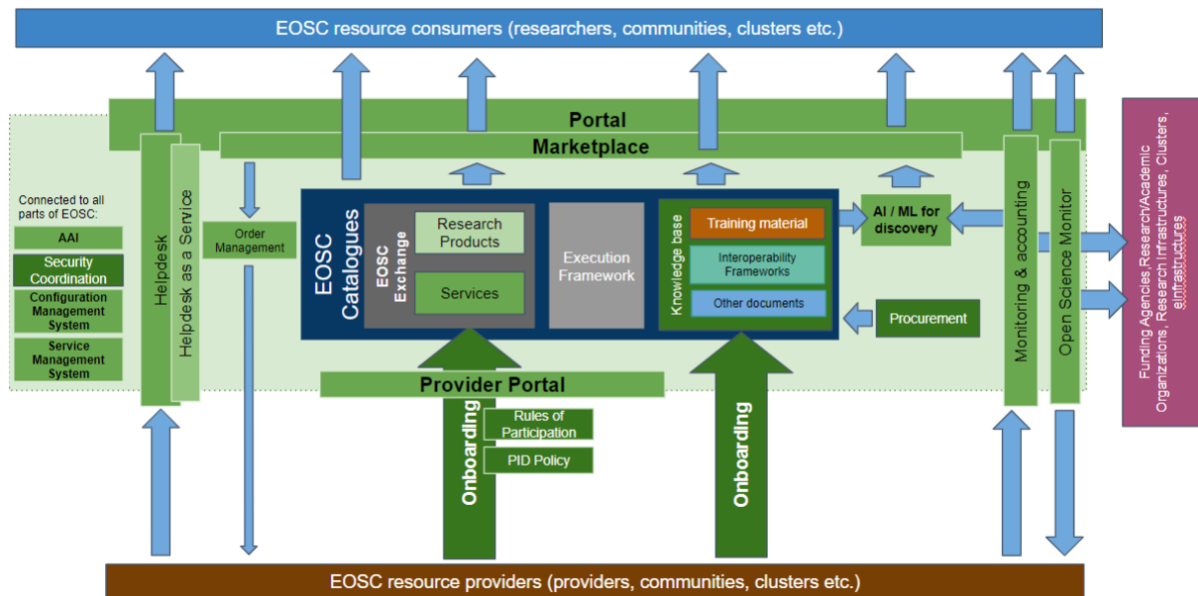 EOSC resource consumers (researchers, communities, clusters etc.)
Portal
Marketplace
Connected to all
parts of EOSC:
AAI
Security
Coordination
Configuration
Management
System
Service
Management
System
Helpdesk
Helpdesk as a Service
Order
Management
EOSC
Catalogues
EOSC
Exchange
Research
Products
Services
Execution
Framework
Knowledge base
Training material
Interoperability
Frameworks
Other documents
AI / ML for
discovery
Procurement
Monitoring & accounting
Open Science Monitor
Funding Agencies,Research/Academic
Organizations, Research Infrastructures, Clusters,
eInfrastructures
Provider Portal
Onboarding
Rules of
Participation
PID Policy
Onboarding
EOSC resource providers (providers, communities, clusters etc.)